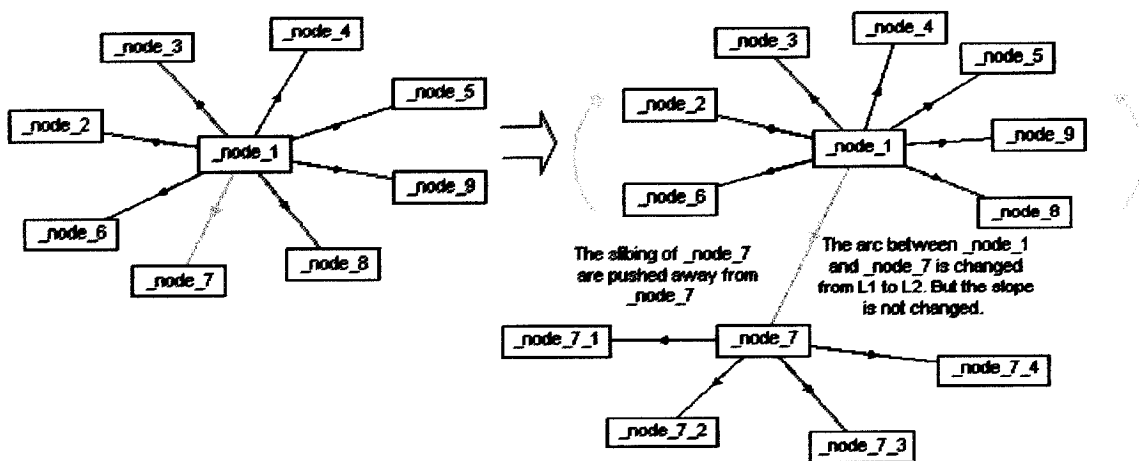 _node_3
_node_4
_node_2
_node_5
_node_1
_node_9
_node_6
_node_7
_node_8
_node_3
_node_4
_node_5
_node_2
_node_1
_node_9
_node_6
_node_8
The slibing of _node_7
are pushed away from
_node_7
The arc between _node_1
and _node_7 is changed
from L1 to L2. But the slope
is not changed.
_node_7_1
_node_7
_node_7_4
_node_7_2
_node_7_3